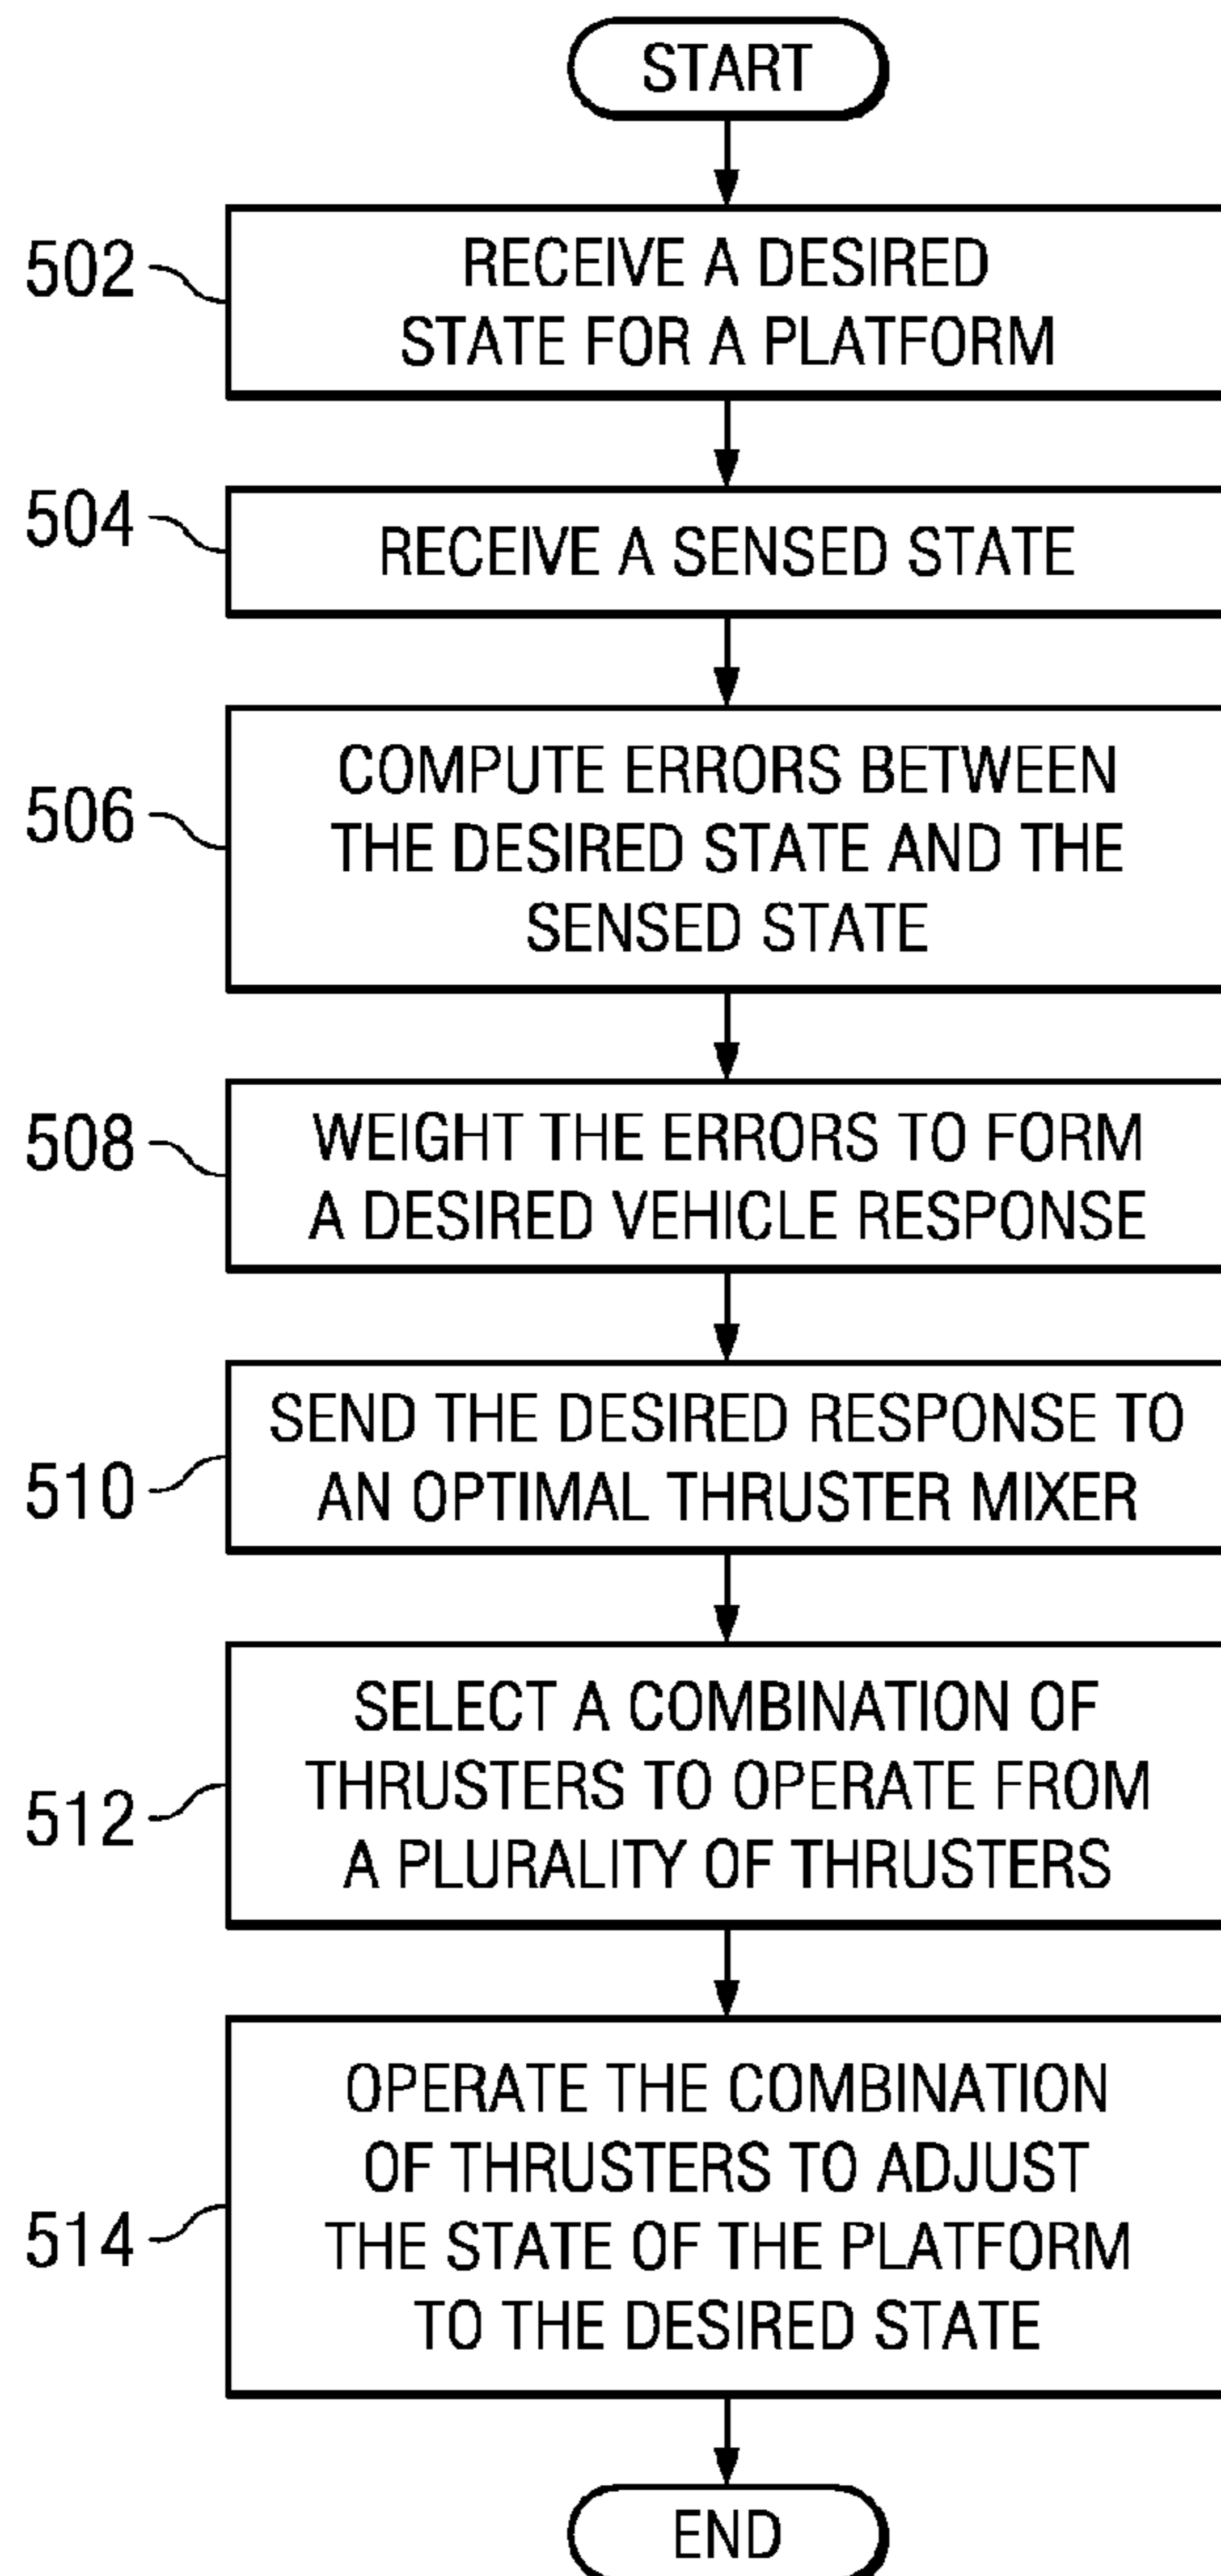 START
502
RECEIVE A DESIRED
STATE FOR A PLATFORM
504
RECEIVE A SENSED STATE
506
COMPUTE ERRORS BETWEEN
THE DESIRED STATE AND THE
SENSED STATE
508
WEIGHT THE ERRORS TO FORM
A DESIRED VEHICLE RESPONSE
510
SEND THE DESIRED RESPONSE TO
AN OPTIMAL THRUSTER MIXER
512
SELECT A COMBINATION OF
THRUSTERS TO OPERATE FROM
A PLURALITY OF THRUSTERS
514
OPERATE THE COMBINATION
OF THRUSTERS TO ADJUST
THE STATE OF THE PLATFORM
TO THE DESIRED STATE
END